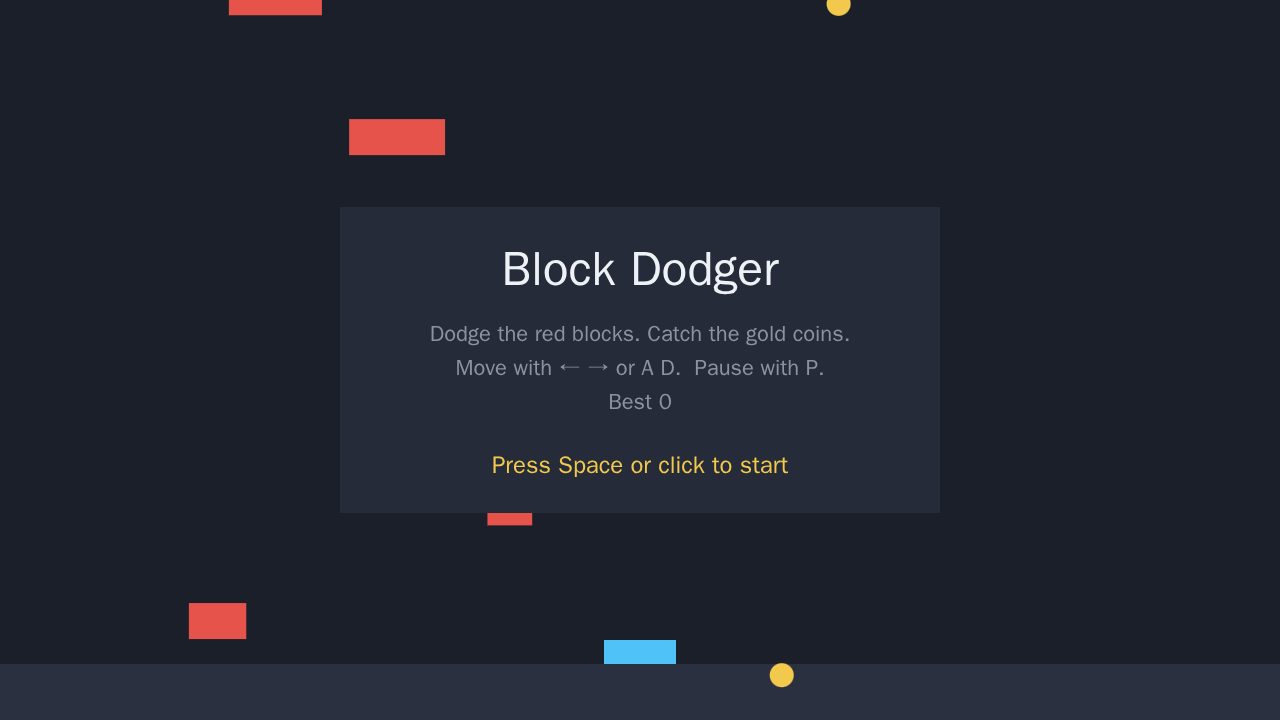 Block Dodger
Dodge the red blocks. Catch the gold coins.
Move with ← → or A D.  Pause with P.
Best 0
Press Space or click to start